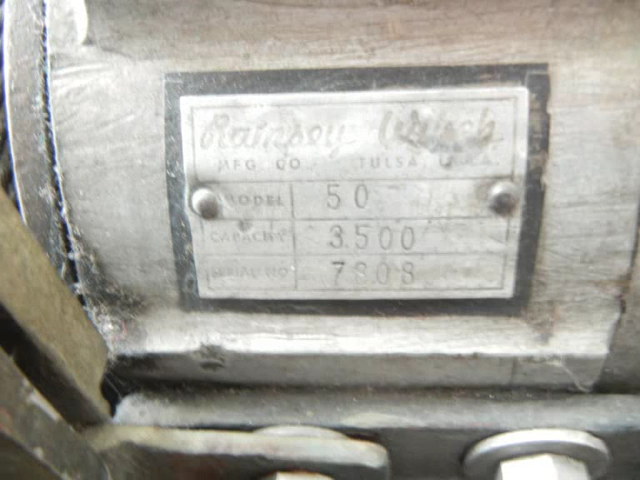 Ramsey Winch
MFG CO. TULSA, U.S.A.
MODEL 50
CAPACITY 3500
SERIAL NO. 7808